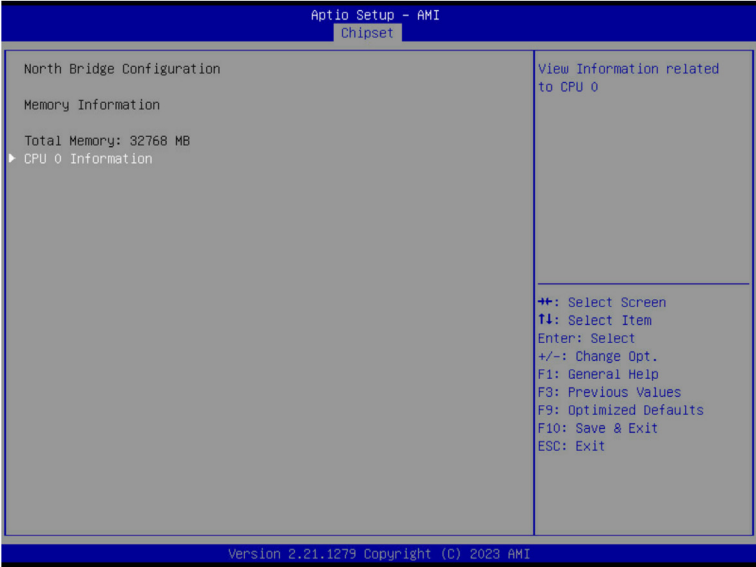 Aptio Setup – AMI
Chipset
North Bridge Configuration
Memory Information
Total Memory: 32768 MB
CPU 0 Information
View Information related
to CPU 0
→←: Select Screen
↑↓: Select Item
Enter: Select
+/-: Change Opt.
F1: General Help
F3: Previous Values
F9: Optimized Defaults
F10: Save & Exit
ESC: Exit
Version 2.21.1279 Copyright (C) 2023 AMI